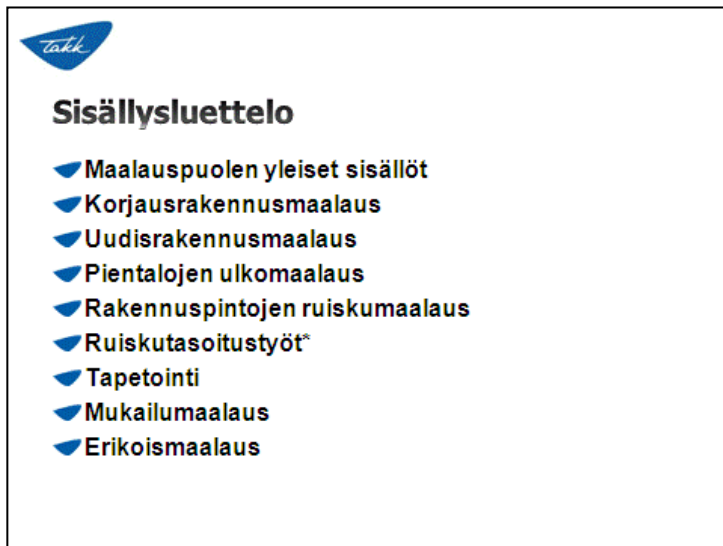 takk
Sisällysluettelo
Maalauspuolen yleiset sisällöt
Korjausrakennusmaalaus
Uudisrakennusmaalaus
Pientalojen ulkomaalaus
Rakennuspintojen ruiskumaalaus
Ruiskutasoitustyöt*
Tapetointi
Mukailumaalaus
Erikoismaalaus